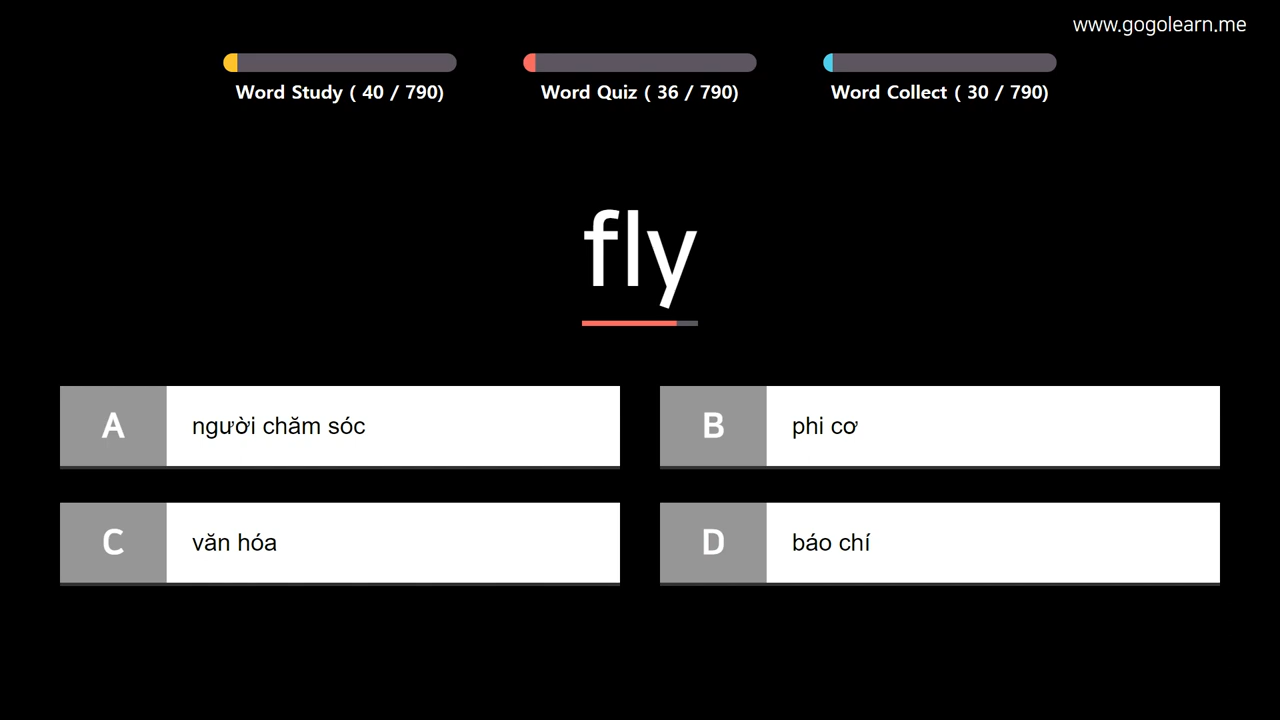 www.gogolearn.me
Word Study ( 40 / 790)
Word Quiz ( 36 / 790)
Word Collect ( 30 / 790)
fly
A người chăm sóc
B phi cơ
C văn hóa
D báo chí